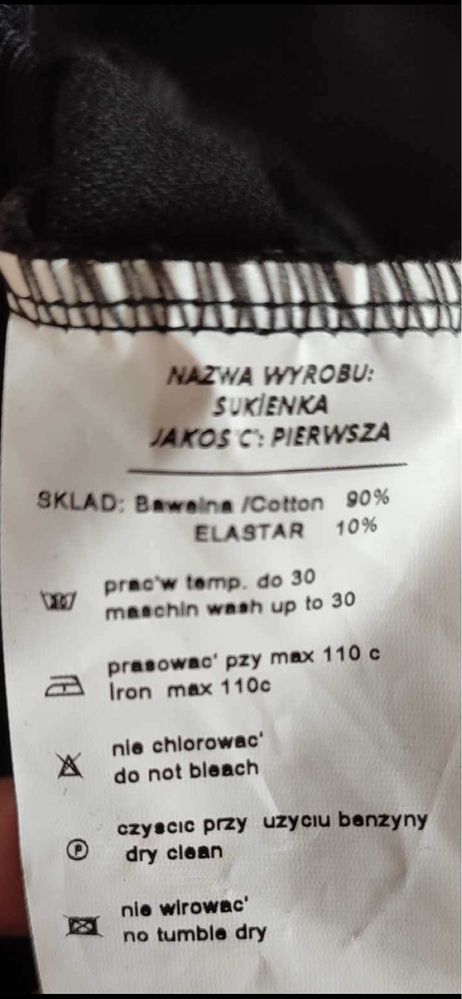 NAZWA WYROBU:
SUKIENKA
JAKOS'C': PIERWSZA
SKLAD: Bawelna /Cotton 90%
ELASTAR 10%
prac'w temp. do 30
maschin wash up to 30
30
prasowac' pzy max 110 c
Iron max 110c
nie chlorowac'
do not bleach
czyscic przy uzyciu benzyny
P
dry clean
nie wirowac'
no tumble dry